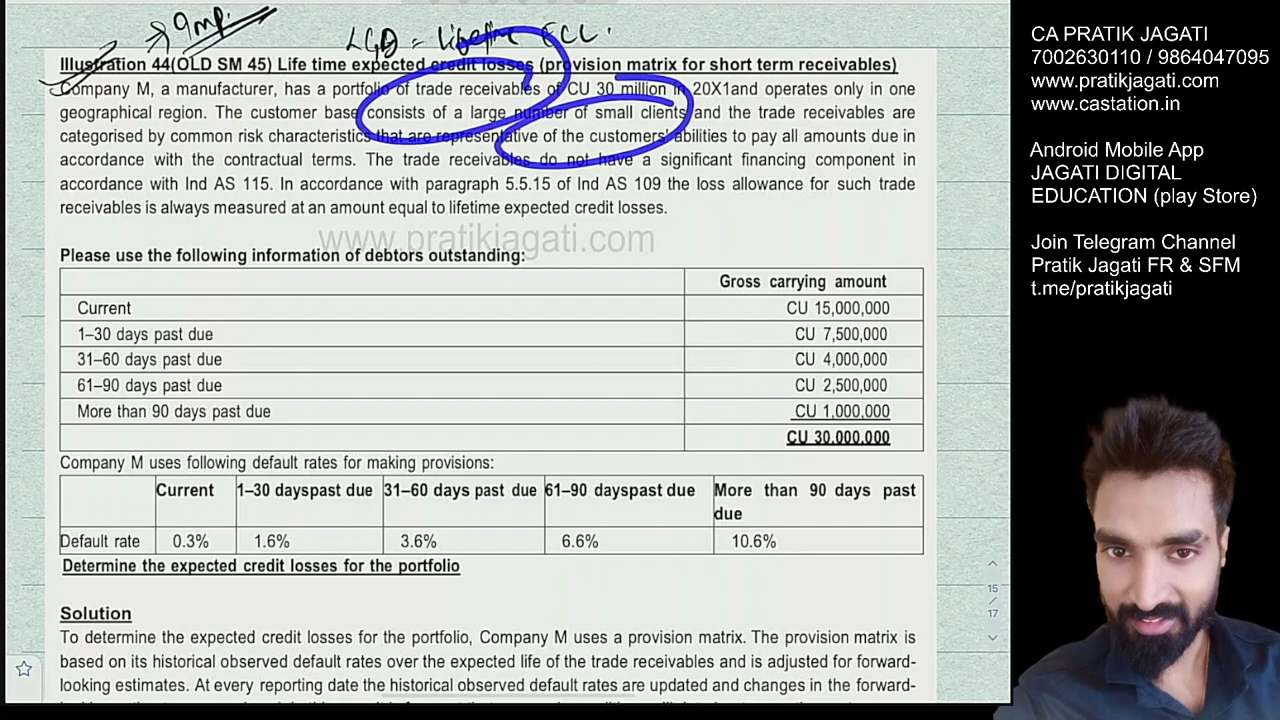 Imp.
= Lifetime ECL.
Illustration 44(OLD SM 45) Life time expected credit losses (provision matrix for short term receivables)
Company M, a manufacturer, has a portfolio of trade receivables of CU 30 million in 20X1and operates only in one
geographical region. The customer base consists of a large number of small clients and the trade receivables are
categorised by common risk characteristics that are representative of the customers' abilities to pay all amounts due in
accordance with the contractual terms. The trade receivables do not have a significant financing component in
accordance with Ind AS 115. In accordance with paragraph 5.5.15 of Ind AS 109 the loss allowance for such trade
receivables is always measured at an amount equal to lifetime expected credit losses.
www.pratikjagati.com
Please use the following information of debtors outstanding:
Gross carrying amount
Current CU 15,000,000
1–30 days past due CU 7,500,000
31–60 days past due CU 4,000,000
61–90 days past due CU 2,500,000
More than 90 days past due CU 1,000,000
CU 30,000,000
Company M uses following default rates for making provisions:
Current 1–30 dayspast due 31–60 days past due 61–90 dayspast due More than 90 days past
due
Default rate 0.3% 1.6% 3.6% 6.6% 10.6%
Determine the expected credit losses for the portfolio
Solution
To determine the expected credit losses for the portfolio, Company M uses a provision matrix. The provision matrix is
based on its historical observed default rates over the expected life of the trade receivables and is adjusted for forward-
looking estimates. At every reporting date the historical observed default rates are updated and changes in the forward-
15
/
17
CA PRATIK JAGATI
7002630110 / 9864047095
www.pratikjagati.com
www.castation.in
Android Mobile App
JAGATI DIGITAL
EDUCATION (play Store)
Join Telegram Channel
Pratik Jagati FR & SFM
t.me/pratikjagati